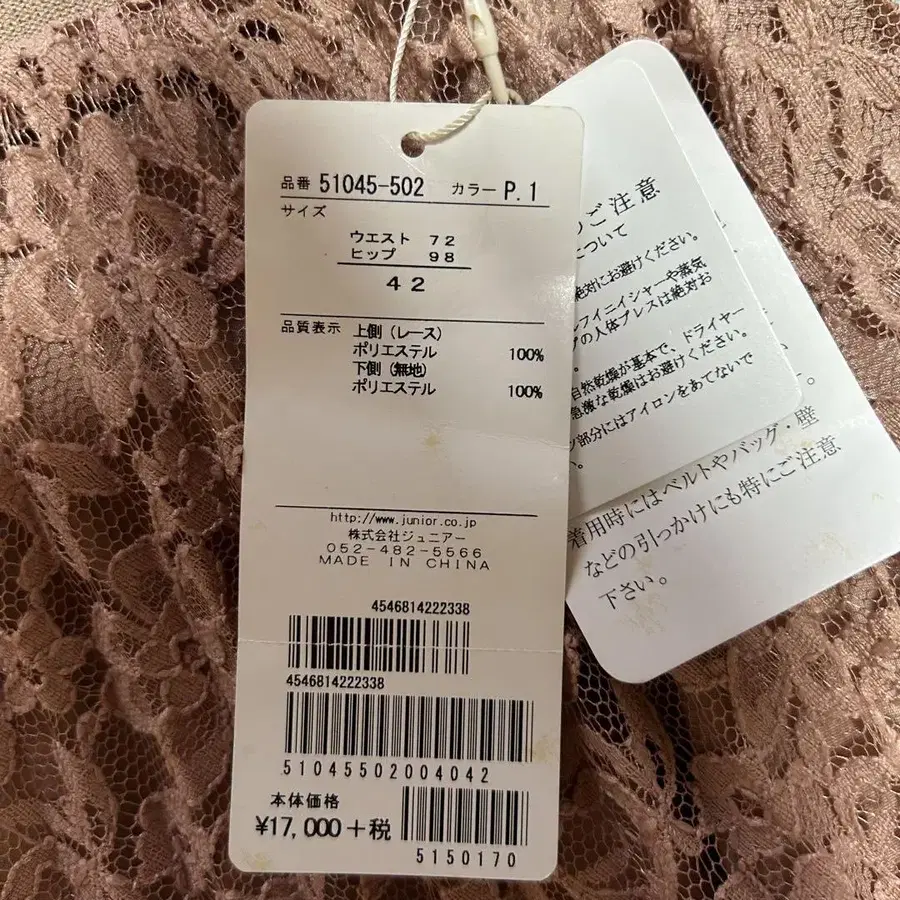 品番 51045-502 カラー P.1
サイズ
ウエスト 72
ヒップ 98
42
品質表示 上側（レース）
ポリエステル 100%
下側（無地）
ポリエステル 100%
http://www.junior.co.jp
株式会社ジュニアー
052-482-5566
MADE IN CHINA
4546814222338
4546814222338
51045502004042
本体価格
¥17,000＋税
5150170
ご注意
について
絶対にお避けください。
フィニイシャーや蒸気
の人体プレスは絶対お
自然乾燥が基本で、ドライヤー
急激な乾燥はお避けください。
部分にはアイロンをあてないで
着用時にはベルトやバッグ・壁
などの引っかけにも特にご注意
下さい。